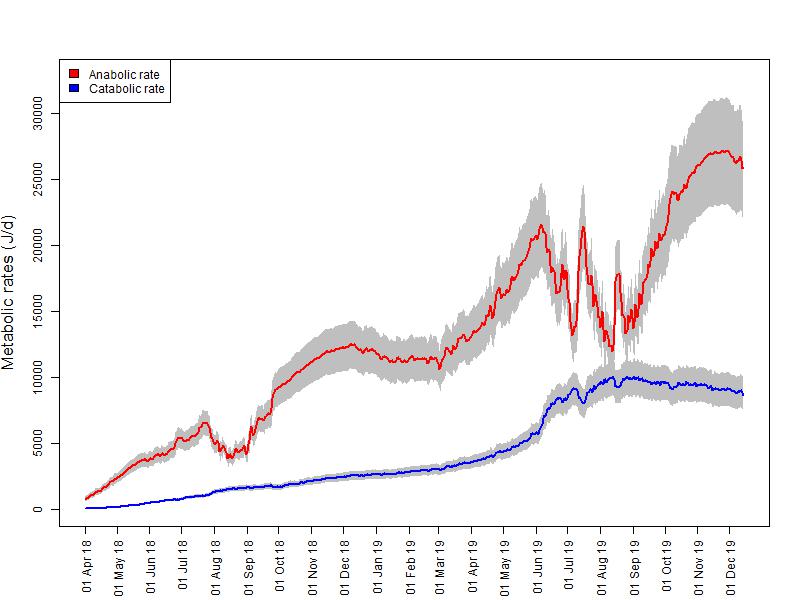 Anabolic rate
Catabolic rate
Metabolic rates (J/d)
30000
25000
20000
15000
10000
5000
0
01 Apr 18
01 May 18
01 Jun 18
01 Jul 18
01 Aug 18
01 Sep 18
01 Oct 18
01 Nov 18
01 Dec 18
01 Jan 19
01 Feb 19
01 Mar 19
01 Apr 19
01 May 19
01 Jun 19
01 Jul 19
01 Aug 19
01 Sep 19
01 Oct 19
01 Nov 19
01 Dec 19